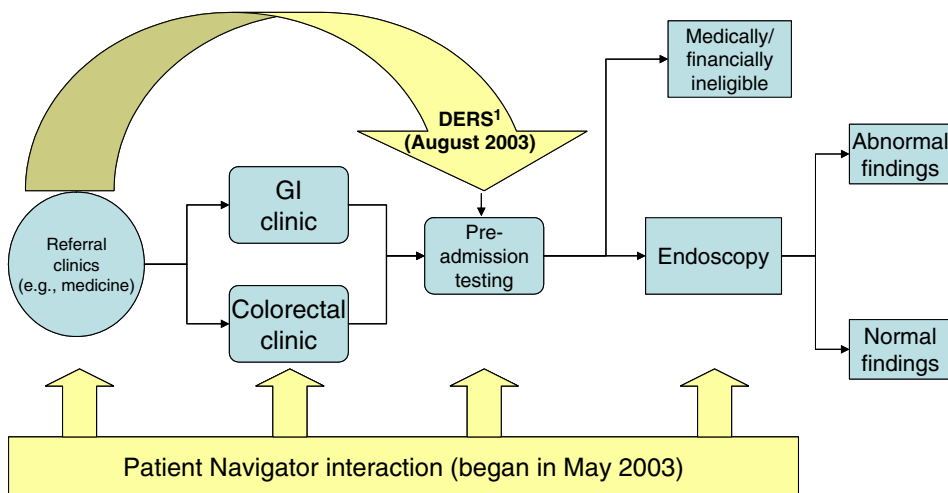 Medically/
financially
ineligible
DERS¹
(August 2003)
Abnormal
findings
GI
clinic
Referral
clinics
(e.g., medicine)
Pre-
admission
testing
Endoscopy
Colorectal
clinic
Normal
findings
Patient Navigator interaction (began in May 2003)